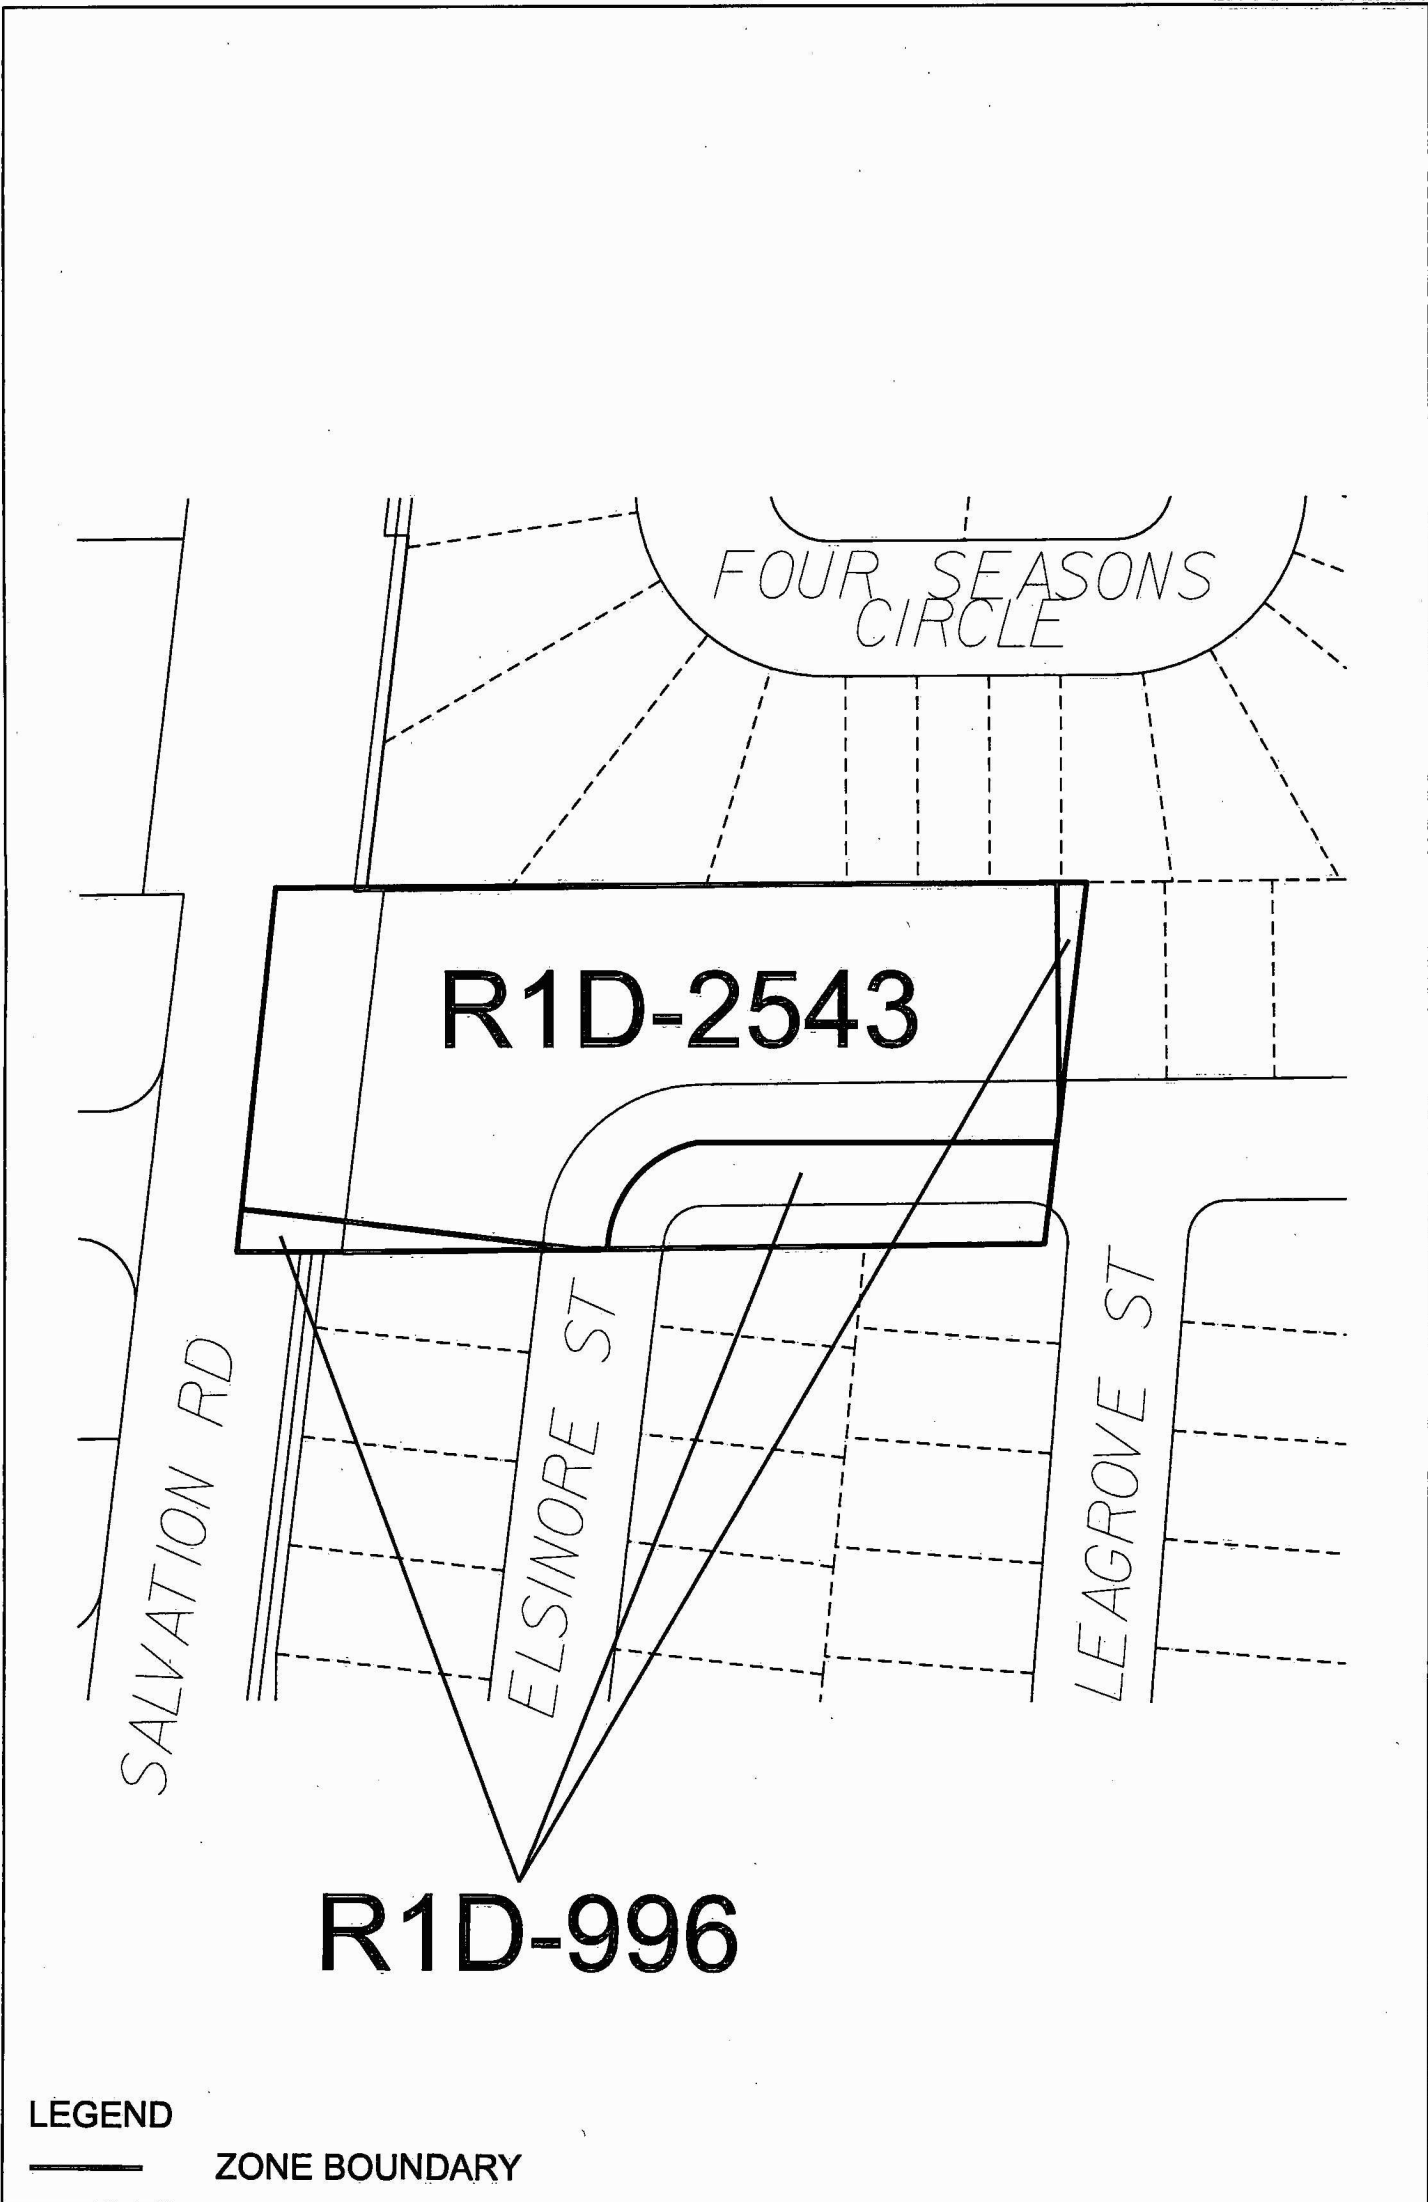 FOUR SEASONS
CIRCLE
R1D-2543
SALVATION RD
ELSINORE ST
LEAGROVE ST
R1D-996
LEGEND
ZONE BOUNDARY